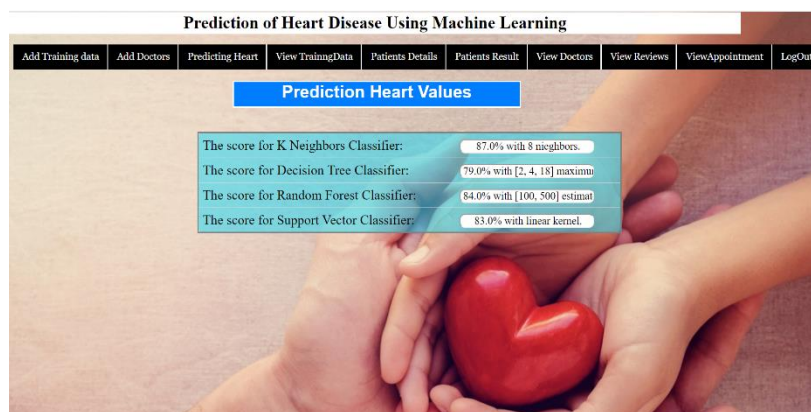 Prediction of Heart Disease Using Machine Learning
Add Training data Add Doctors Predicting Heart View TrainngData Patients Details Patients Result View Doctors View Reviews ViewAppointment LogOut
Prediction Heart Values
The score for K Neighbors Classifier: 87.0% with 8 nieghbors.
The score for Decision Tree Classifier: 79.0% with [2, 4, 18] maximu
The score for Random Forest Classifier: 84.0% with [100, 500] estimat
The score for Support Vector Classifier: 83.0% with linear kernel.